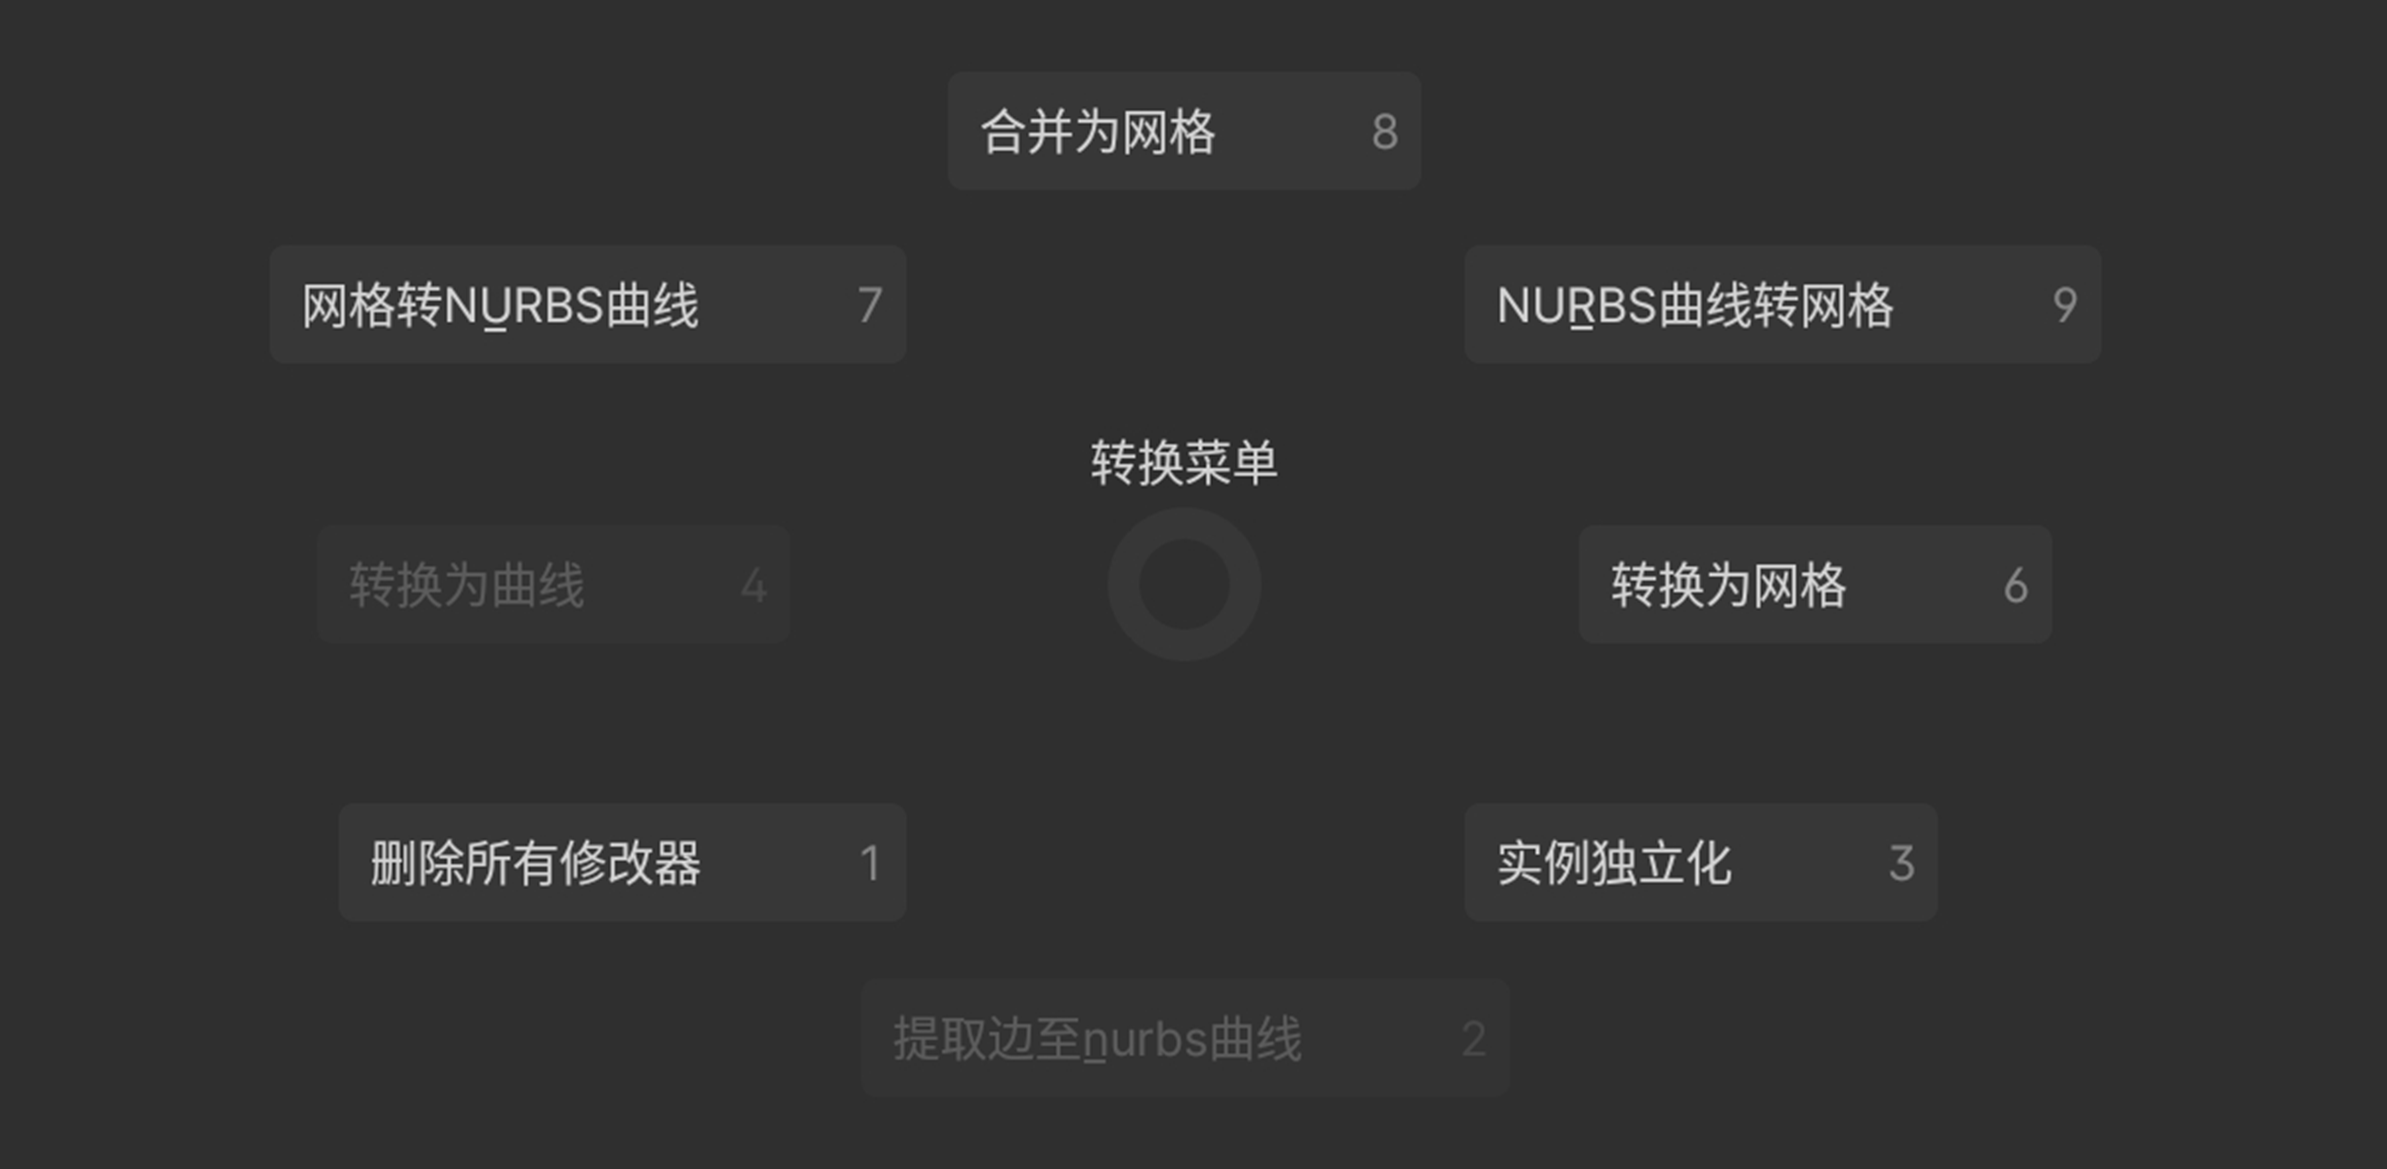 合并为网格 8
网格转NURBS曲线 7
NURBS曲线转网格 9
转换菜单
转换为曲线 4
转换为网格 6
删除所有修改器 1
实例独立化 3
提取边至nurbs曲线 2